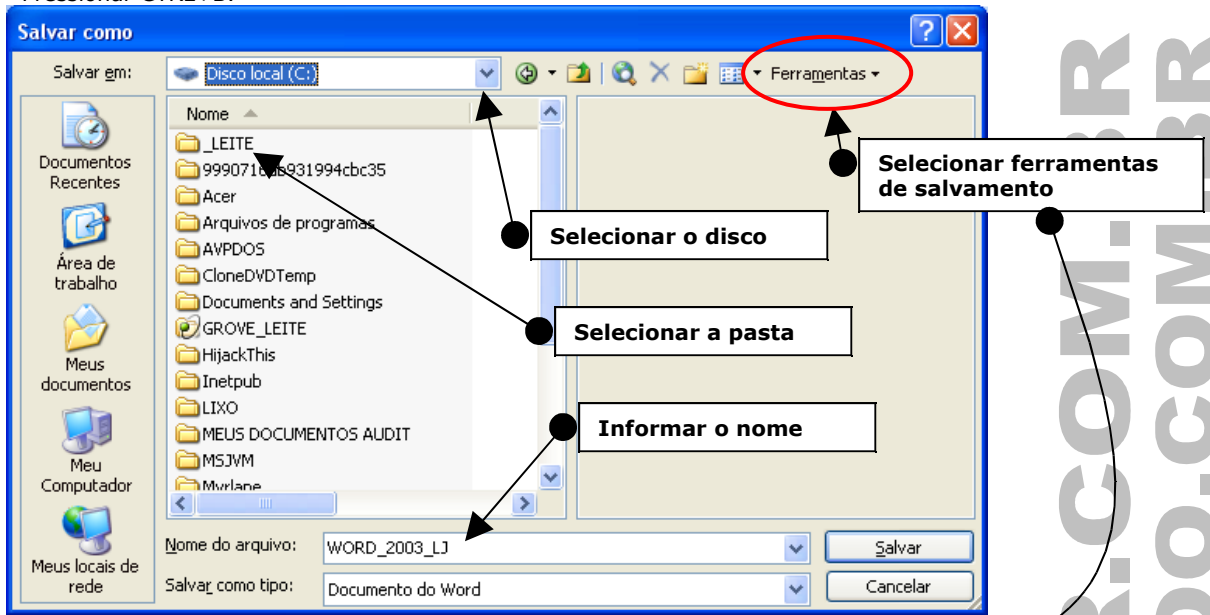 Salvar como
Salvar em:
Disco local (C:)
Ferramentas
Nome
_LEITE
Acer
Arquivos de programas
AVPDOS
CloneDVDTemp
Documents and Settings
GROVE_LEITE
HijackThis
Inetpub
LIXO
MEUS DOCUMENTOS AUDIT
MSJVM
Myrlane
Documentos
Recentes
Área de
trabalho
Meus
documentos
Meu
Computador
Meus locais de
rede
Selecionar ferramentas
de salvamento
Selecionar o disco
Selecionar a pasta
Informar o nome
Nome do arquivo:
WORD_2003_LJ
Salvar
Salvar como tipo:
Documento do Word
Cancelar